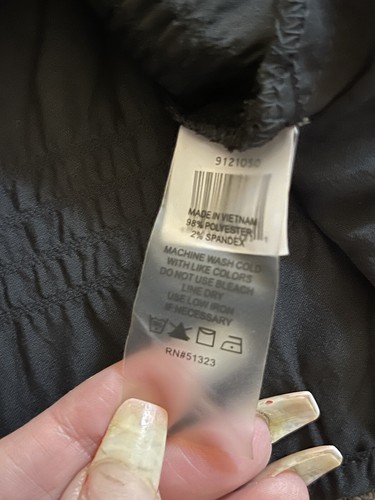 9121050
MADE IN VIETNAM
98% POLYESTER
2% SPANDEX
MACHINE WASH COLD
WITH LIKE COLORS
DO NOT USE BLEACH
LINE DRY
USE LOW IRON
IF NECESSARY
RN#51323